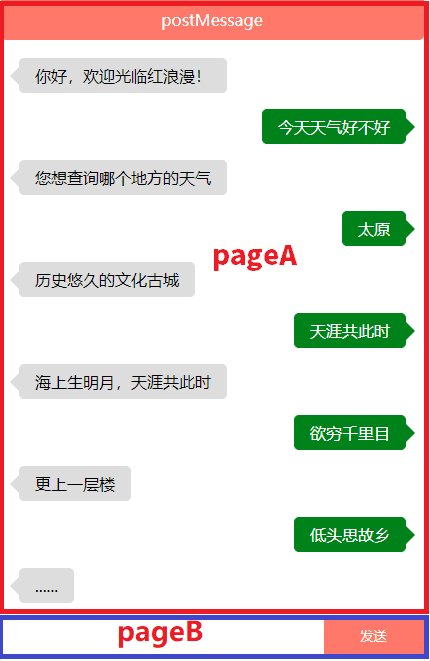 postMessage
你好，欢迎光临红浪漫！
今天天气好不好
您想查询哪个地方的天气
太原
pageA
历史悠久的文化古城
天涯共此时
海上生明月，天涯共此时
欲穷千里目
更上一层楼
低头思故乡
......
pageB
发送